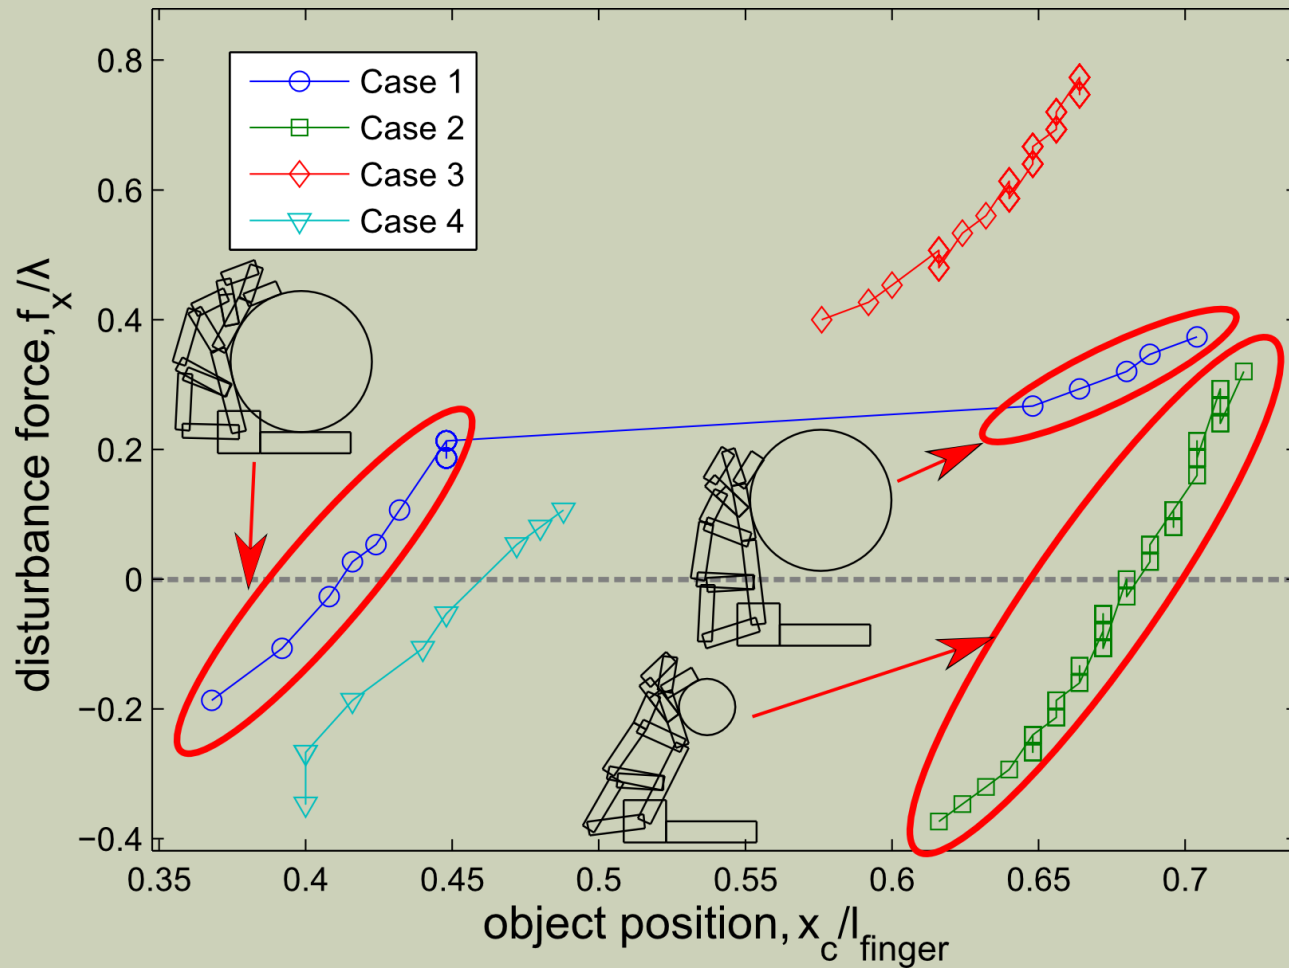 0.8
0.6
0.4
0.2
0
−0.2
−0.4
disturbance force, f_x/λ
Case 1
Case 2
Case 3
Case 4
0.35 0.4 0.45 0.5 0.55 0.6 0.65 0.7
object position, x_c/l_finger